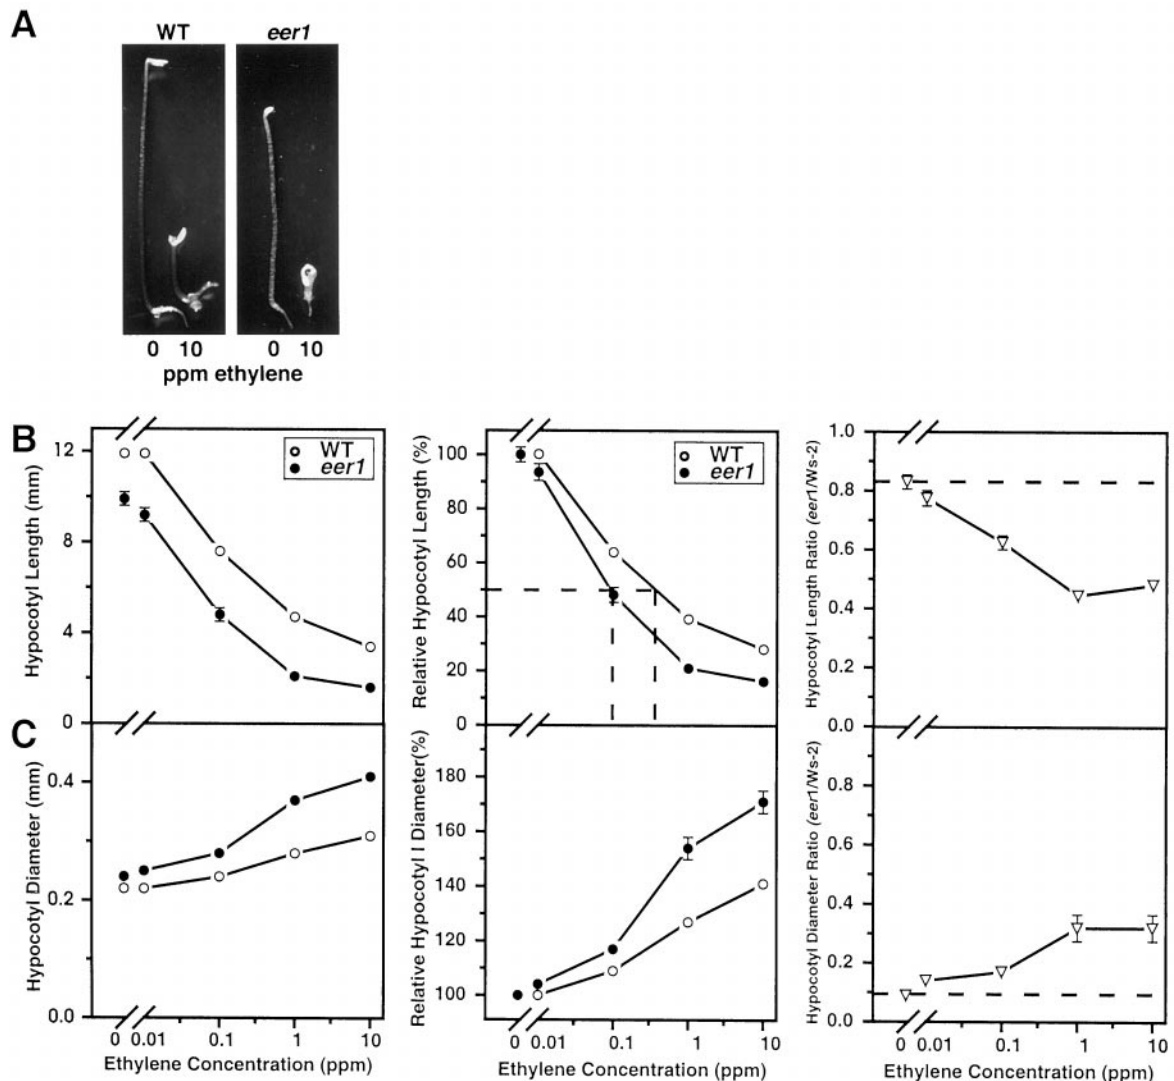 A
WT eer1
0 10 0 10
ppm ethylene
B
Hypocotyl Length (mm)
12
8
4
0
WT
eer1
Relative Hypocotyl Length (%)
100
80
60
40
20
0
WT
eer1
Hypocotyl Length Ratio (eer1/Ws-2)
1.0
0.8
0.6
0.4
0.2
0.0
C
Hypocotyl Diameter (mm)
0.4
0.2
0.0
0 0.01 0.1 1 10
Ethylene Concentration (ppm)
Relative Hypocoty l Diameter(%)
180
160
140
120
100
0 0.01 0.1 1 10
Ethylene Concentration (ppm)
Hypocotyl Diameter Ratio (eer1/Ws-2)
0.8
0.6
0.4
0.2
0.0
0 0.01 0.1 1 10
Ethylene Concentration (ppm)